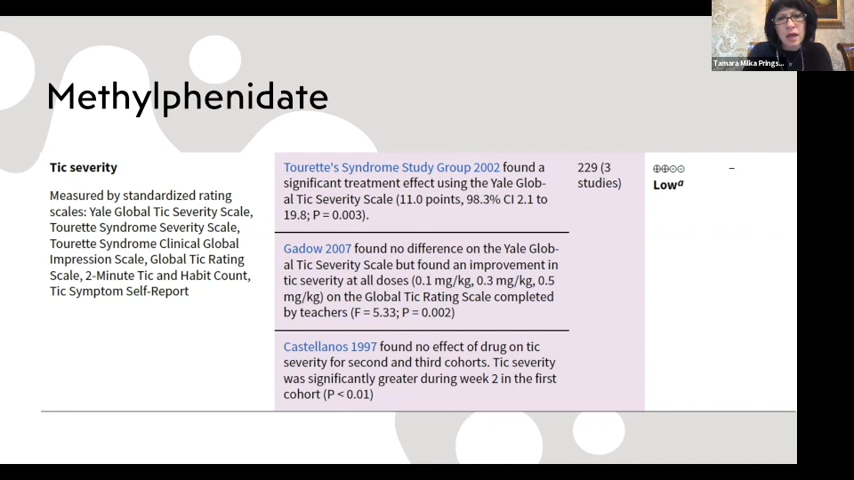 Tamara Milka Prings...
Methylphenidate
Tic severity
Measured by standardized rating
scales: Yale Global Tic Severity Scale,
Tourette Syndrome Severity Scale,
Tourette Syndrome Clinical Global
Impression Scale, Global Tic Rating
Scale, 2-Minute Tic and Habit Count,
Tic Symptom Self-Report
Tourette's Syndrome Study Group 2002 found a
significant treatment effect using the Yale Glob-
al Tic Severity Scale (11.0 points, 98.3% CI 2.1 to
19.8; P = 0.003).
Gadow 2007 found no difference on the Yale Glob-
al Tic Severity Scale but found an improvement in
tic severity at all doses (0.1 mg/kg, 0.3 mg/kg, 0.5
mg/kg) on the Global Tic Rating Scale completed
by teachers (F = 5.33; P = 0.002)
Castellanos 1997 found no effect of drug on tic
severity for second and third cohorts. Tic severity
was significantly greater during week 2 in the first
cohort (P < 0.01)
229 (3
studies)
⊕⊕⊝⊝
Lowa
–